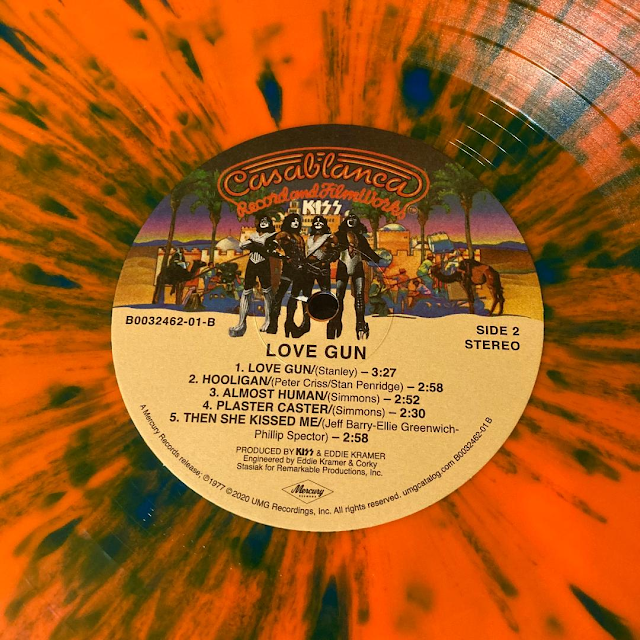 Casablanca
Record and FilmWorks
KISS
B0032462-01-B
SIDE 2
STEREO
LOVE GUN
1. LOVE GUN/(Stanley) – 3:27
2. HOOLIGAN/(Peter Criss/Stan Penridge) – 2:58
3. ALMOST HUMAN/(Simmons) – 2:52
4. PLASTER CASTER/(Simmons) – 2:30
5. THEN SHE KISSED ME/(Jeff Barry-Ellie Greenwich-
Phillip Spector) – 2:58
PRODUCED BY KISS & EDDIE KRAMER
Engineered by Eddie Kramer & Corky
Stasiak for Remarkable Productions, Inc.
Mercury
RECORDS
A Mercury Records release; ℗1977 ©2020 UMG Recordings, Inc. All rights reserved. umgcatalog.com B0032462-01B